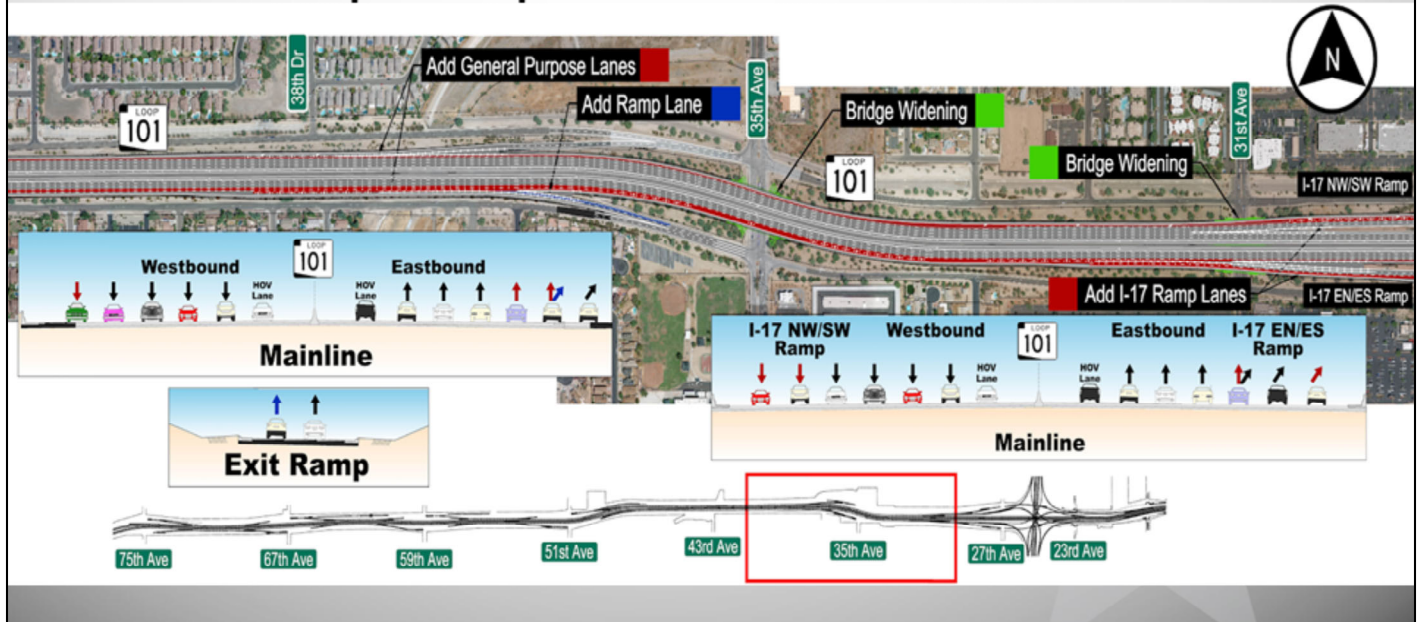 N
38th Dr
Add General Purpose Lanes
Add Ramp Lane
35th Ave
Bridge Widening
31st Ave
LOOP
101
LOOP
101
Bridge Widening
I-17 NW/SW Ramp
Add I-17 Ramp Lanes
I-17 EN/ES Ramp
Westbound
LOOP
101
Eastbound
HOV
Lane
HOV
Lane
Mainline
I-17 NW/SW
Ramp
Westbound
LOOP
101
Eastbound
I-17 EN/ES
Ramp
HOV
Lane
HOV
Lane
Mainline
Exit Ramp
75th Ave
67th Ave
59th Ave
51st Ave
43rd Ave
35th Ave
27th Ave
23rd Ave